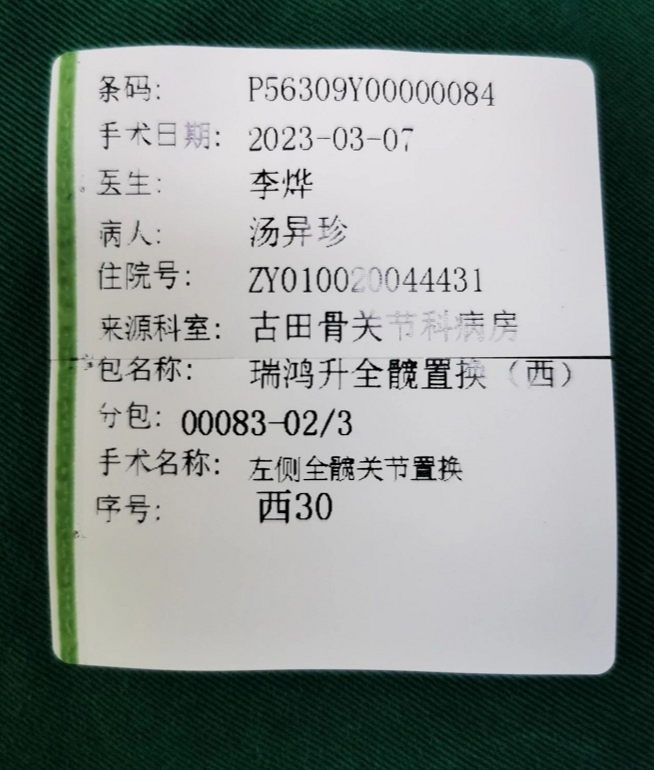 条码: P56309Y00000084
手术日期: 2023-03-07
医生: 李烨
病人: 汤异珍
住院号: ZY010020044431
来源科室: 古田骨关节科病房
包名称: 瑞鸿升全髋置换（西）
分包: 00083-02/3
手术名称: 左侧全髋关节置换
序号: 西30